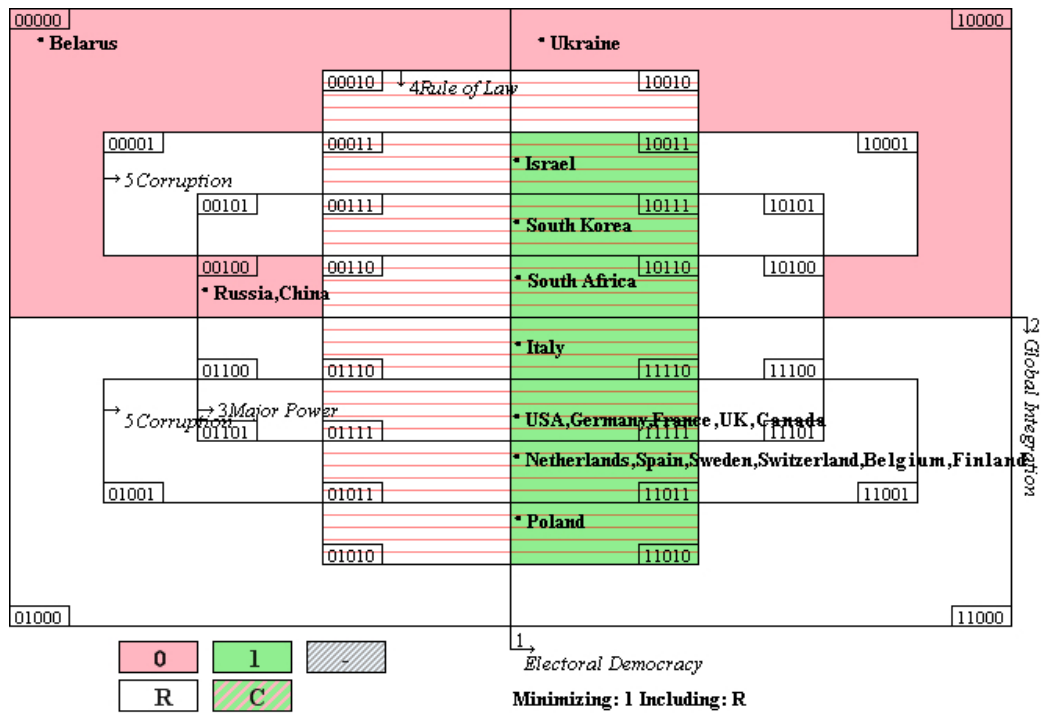 00000 10000
Belarus Ukraine
00010 4Rule of Law 10010
00001 00011 10011 10001
Israel
5Corruption
00101 00111 10111 10101
South Korea
00100 00110 10110 10100
South Africa
Russia,China
2
Global Integration
Italy
01100 01110 11110 11100
5Corruption 3Major Power USA,Germany,France,UK,Canada
01101 01111 11111 11101
Netherlands,Spain,Sweden,Switzerland,Belgium,Finland
01001 01011 11011 11001
Poland
01010 11010
01000 11000
1
Electoral Democracy
0 1 -
R C
Minimizing: 1 Including: R